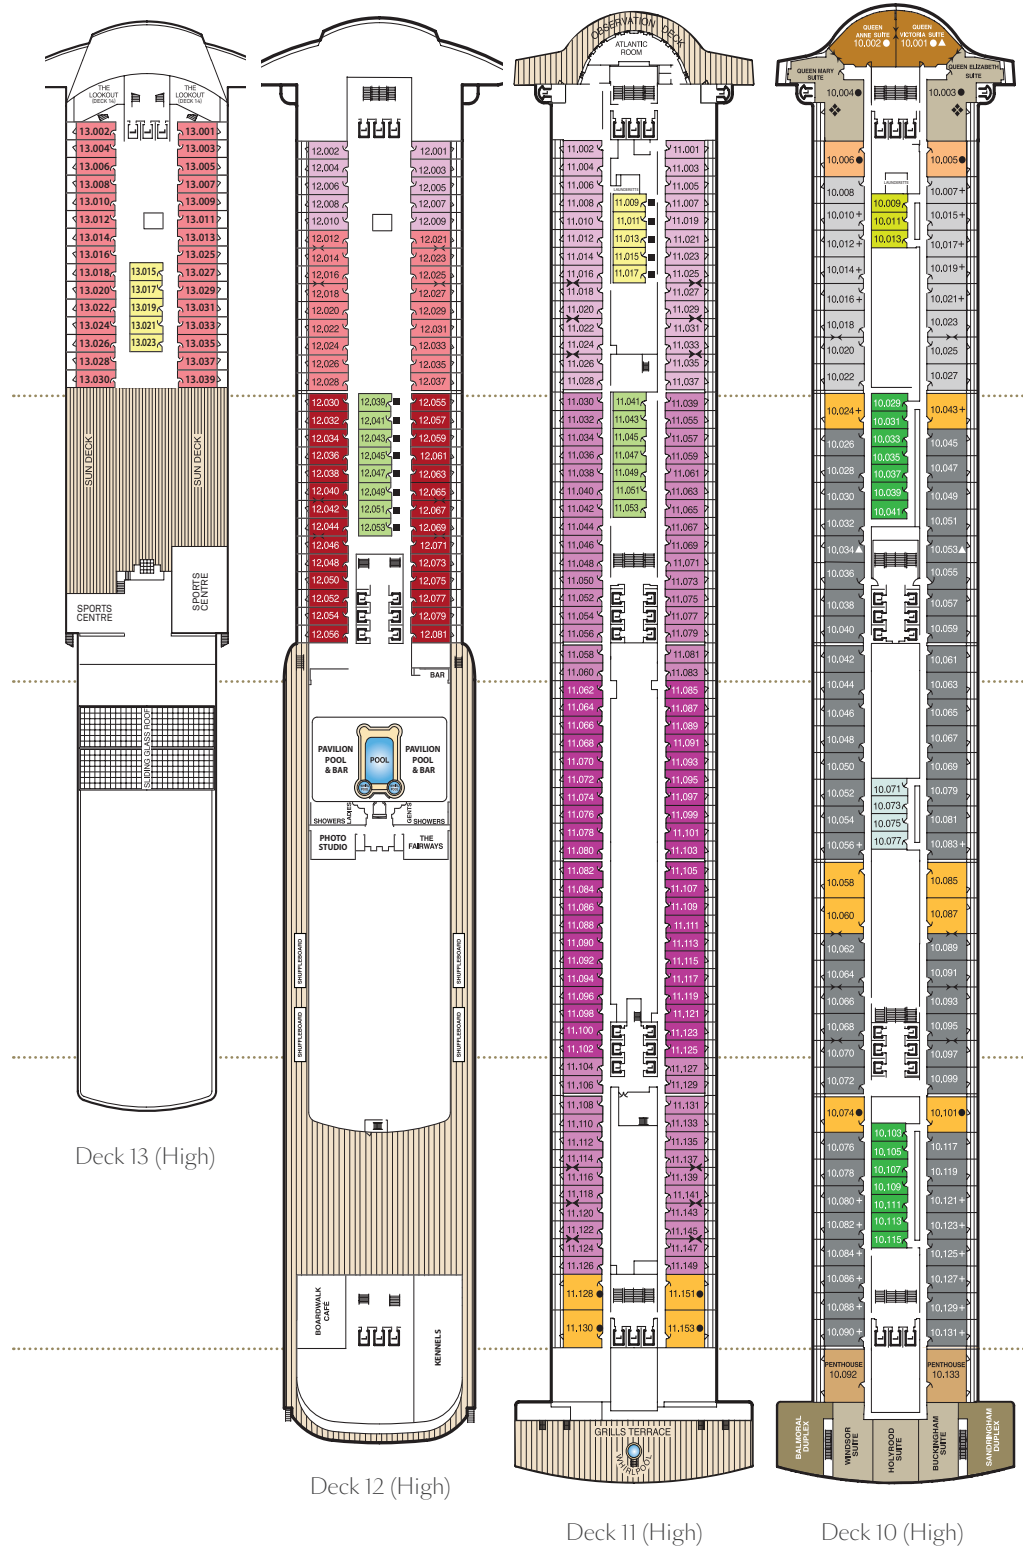 THE LOOKOUT (DECK 14)
THE LOOKOUT (DECK 14)
13.002 13.001
13.004 13.003
13.006 13.005
13.008 13.007
13.010 13.009
13.012 13.011
13.014 13.013
13.016 13.025
13.018 13.015 13.027
13.020 13.017 13.029
13.022 13.019 13.031
13.024 13.021 13.033
13.026 13.023 13.035
13.028 13.037
13.030 13.039
SUN DECK
SUN DECK
SPORTS CENTRE
SPORTS CENTRE
SLIDING GLASS ROOF
Deck 13 (High)
12.002 12.001
12.004 12.003
12.006 12.005
12.008 12.007
12.010 12.009
12.012 12.021
12.014 12.023
12.016 12.025
12.018 12.027
12.020 12.029
12.022 12.031
12.024 12.033
12.026 12.035
12.028 12.037
12.030 12.039 12.055
12.032 12.041 12.057
12.034 12.043 12.059
12.036 12.045 12.061
12.038 12.047 12.063
12.040 12.049 12.065
12.042 12.051 12.067
12.044 12.053 12.069
12.046 12.071
12.048 12.073
12.050 12.075
12.052 12.077
12.054 12.079
12.056 12.081
BAR
PAVILION POOL & BAR
POOL
PAVILION POOL & BAR
SHOWERS
LADIES
GENTS
SHOWERS
PHOTO STUDIO
THE FAIRWAYS
SHUFFLEBOARD
SHUFFLEBOARD
SHUFFLEBOARD
SHUFFLEBOARD
BOARDWALK CAFÉ
KENNELS
Deck 12 (High)
OBSERVATION DECK
ATLANTIC ROOM
LAUNDERETTE
11.002 11.001
11.004 11.003
11.006 11.005
11.008 11.009 11.007
11.010 11.011 11.019
11.012 11.013 11.021
11.014 11.015 11.023
11.016 11.017 11.025
11.018 11.027
11.020 11.029
11.022 11.031
11.024 11.033
11.026 11.035
11.028 11.037
11.030 11.041 11.039
11.032 11.043 11.055
11.034 11.045 11.057
11.036 11.047 11.059
11.038 11.049 11.061
11.040 11.051 11.063
11.042 11.053 11.065
11.044 11.067
11.046 11.069
11.048 11.071
11.050 11.073
11.052 11.075
11.054 11.077
11.056 11.079
11.058 11.081
11.060 11.083
11.062 11.085
11.064 11.087
11.066 11.089
11.068 11.091
11.070 11.093
11.072 11.095
11.074 11.097
11.076 11.099
11.078 11.101
11.080 11.103
11.082 11.105
11.084 11.107
11.086 11.109
11.088 11.111
11.090 11.113
11.092 11.115
11.094 11.117
11.096 11.119
11.098 11.121
11.100 11.123
11.102 11.125
11.104 11.127
11.106 11.129
11.108 11.131
11.110 11.133
11.112 11.135
11.114 11.137
11.116 11.139
11.118 11.141
11.120 11.143
11.122 11.145
11.124 11.147
11.126 11.149
11.128 11.151
11.130 11.153
GRILLS TERRACE
WHIRLPOOL
Deck 11 (High)
QUEEN ANNE SUITE 10.002
QUEEN VICTORIA SUITE 10.001
QUEEN MARY SUITE
QUEEN ELIZABETH SUITE
10.004 10.003
10.006 10.005
LAUNDERETTE
10.008 10.007+
10.009
10.010+ 10.011 10.015+
10.012+ 10.013 10.017+
10.014+ 10.019+
10.016+ 10.021+
10.018 10.023
10.020 10.025
10.022 10.027
10.024+ 10.029 10.043+
10.031
10.026 10.033 10.045
10.028 10.035 10.047
10.037
10.030 10.039 10.049
10.032 10.041 10.051
10.034 10.053
10.036 10.055
10.038 10.057
10.040 10.059
10.042 10.061
10.044 10.063
10.046 10.065
10.048 10.067
10.050 10.069
10.052 10.071 10.079
10.073
10.054 10.075 10.081
10.056+ 10.077 10.083+
10.058 10.085
10.060 10.087
10.062 10.089
10.064 10.091
10.066 10.093
10.068 10.095
10.070 10.097
10.072 10.099
10.074 10.101
10.103
10.076 10.105 10.117
10.078 10.107 10.119
10.109
10.080+ 10.111 10.121+
10.082+ 10.113 10.123+
10.084+ 10.115 10.125+
10.086+ 10.127+
10.088+ 10.129+
10.090+ 10.131+
PENTHOUSE 10.092
PENTHOUSE 10.133
BALMORAL DUPLEX
WINDSOR SUITE
HOLYROOD SUITE
BUCKINGHAM SUITE
SANDRINGHAM DUPLEX
Deck 10 (High)